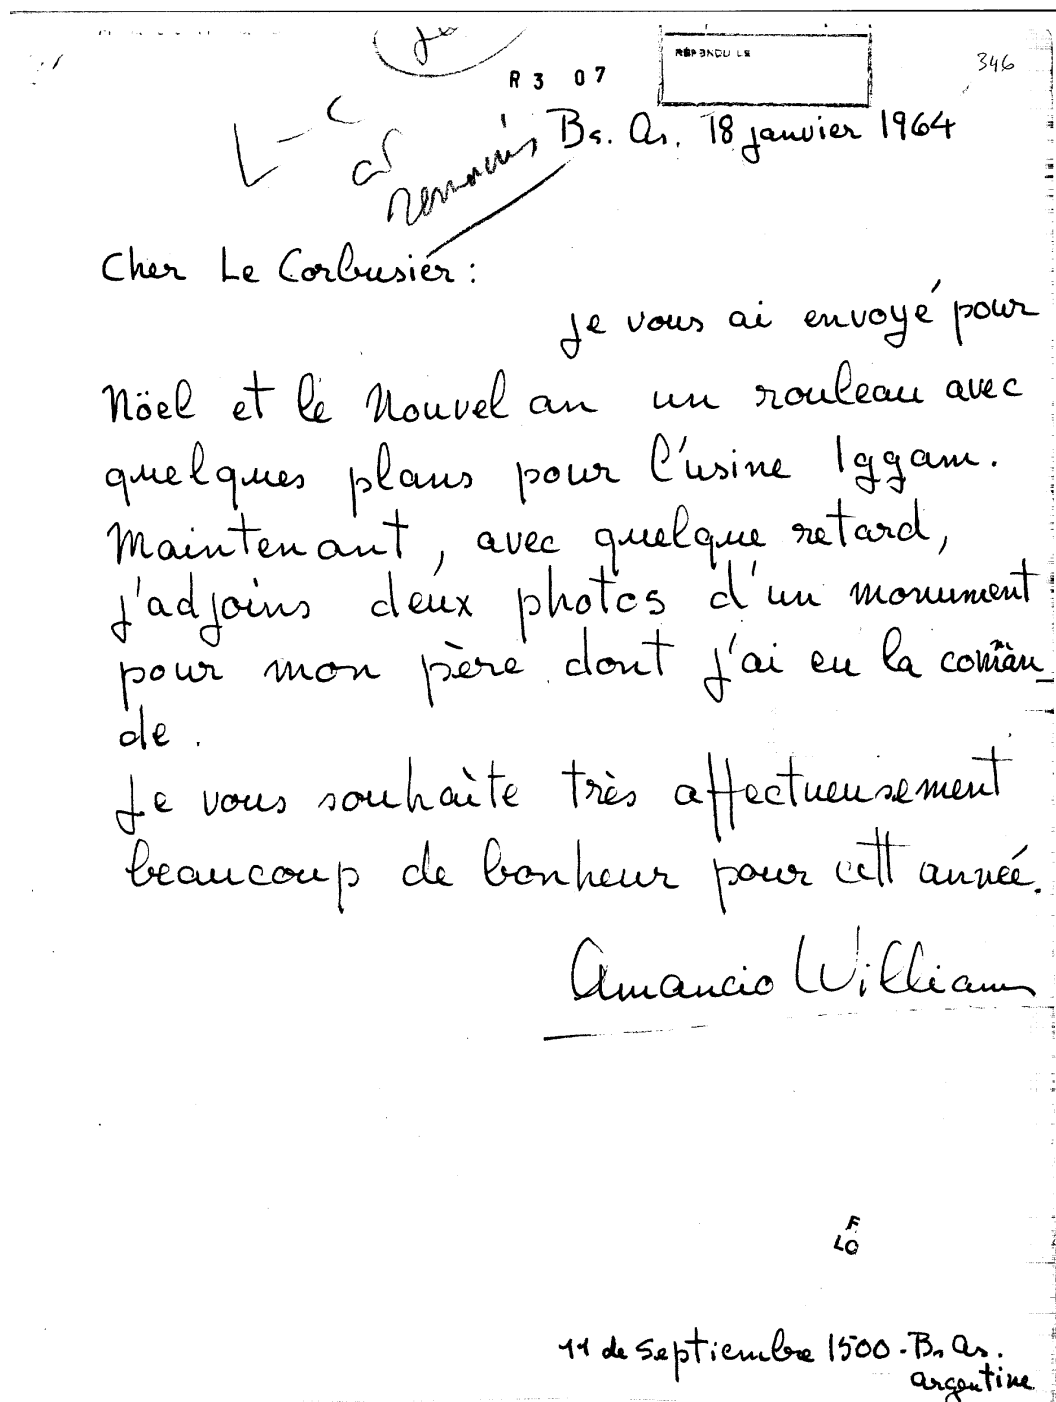 R 3 07
RÉPONDU LE
346
Bs. As. 18 janvier 1964
remercis
Cher Le Corbusier :
Je vous ai envoyé pour
Nöel et le Nouvel an un rouleau avec
quelques plans pour l'usine Iggam.
Maintenant, avec quelque retard,
j'adjoins deux photos d'un monument
pour mon père dont j'ai eu la comman_
de.
Je vous souhaite très affectueusement
beaucoup de bonheur pour cett année.
Amancio Williams
F
LC
11 de Septiembre 1500 - Bs As.
Argentine